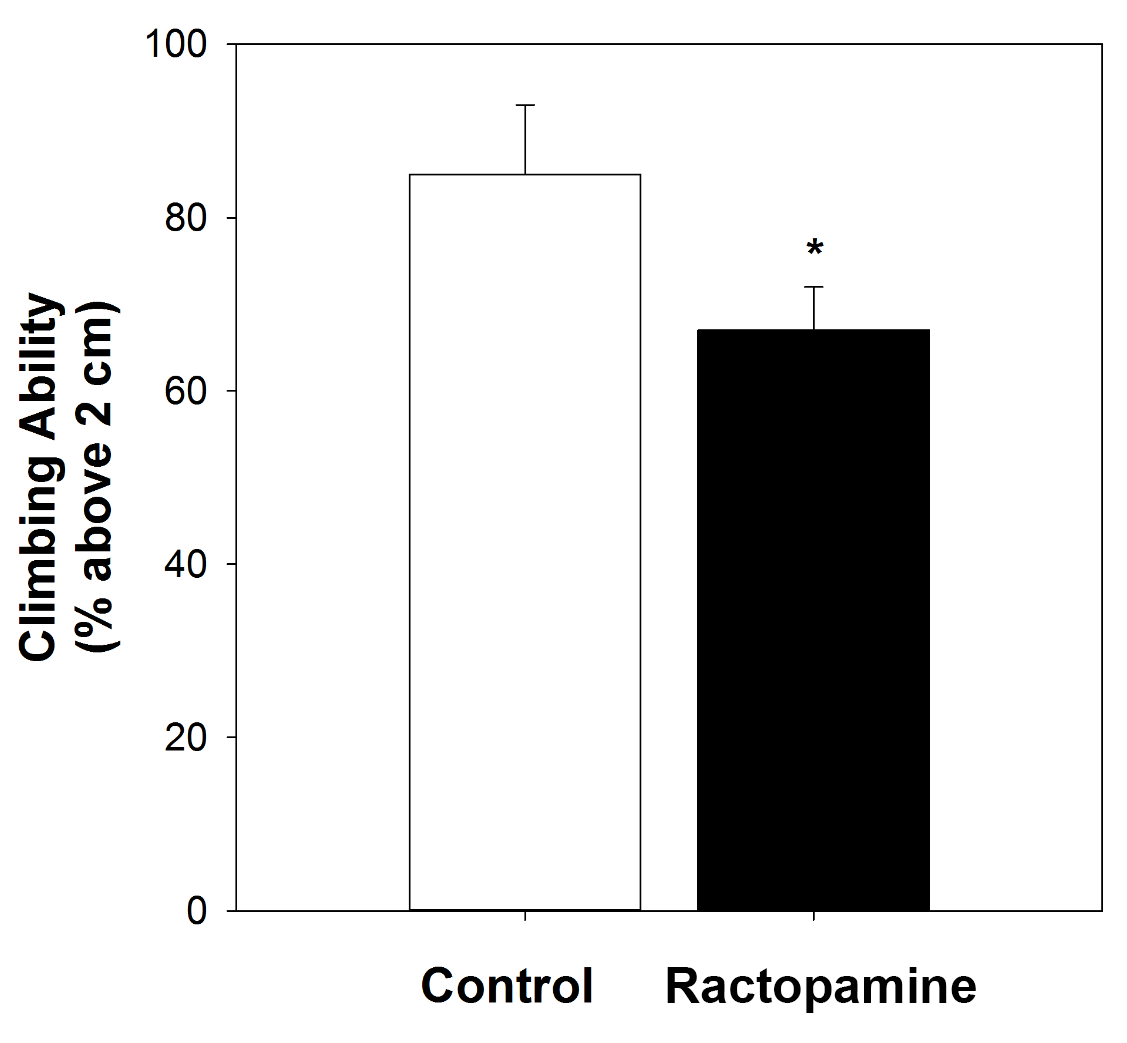 100
80
60
40
20
0
Climbing Ability
(% above 2 cm)
*
Control
Ractopamine